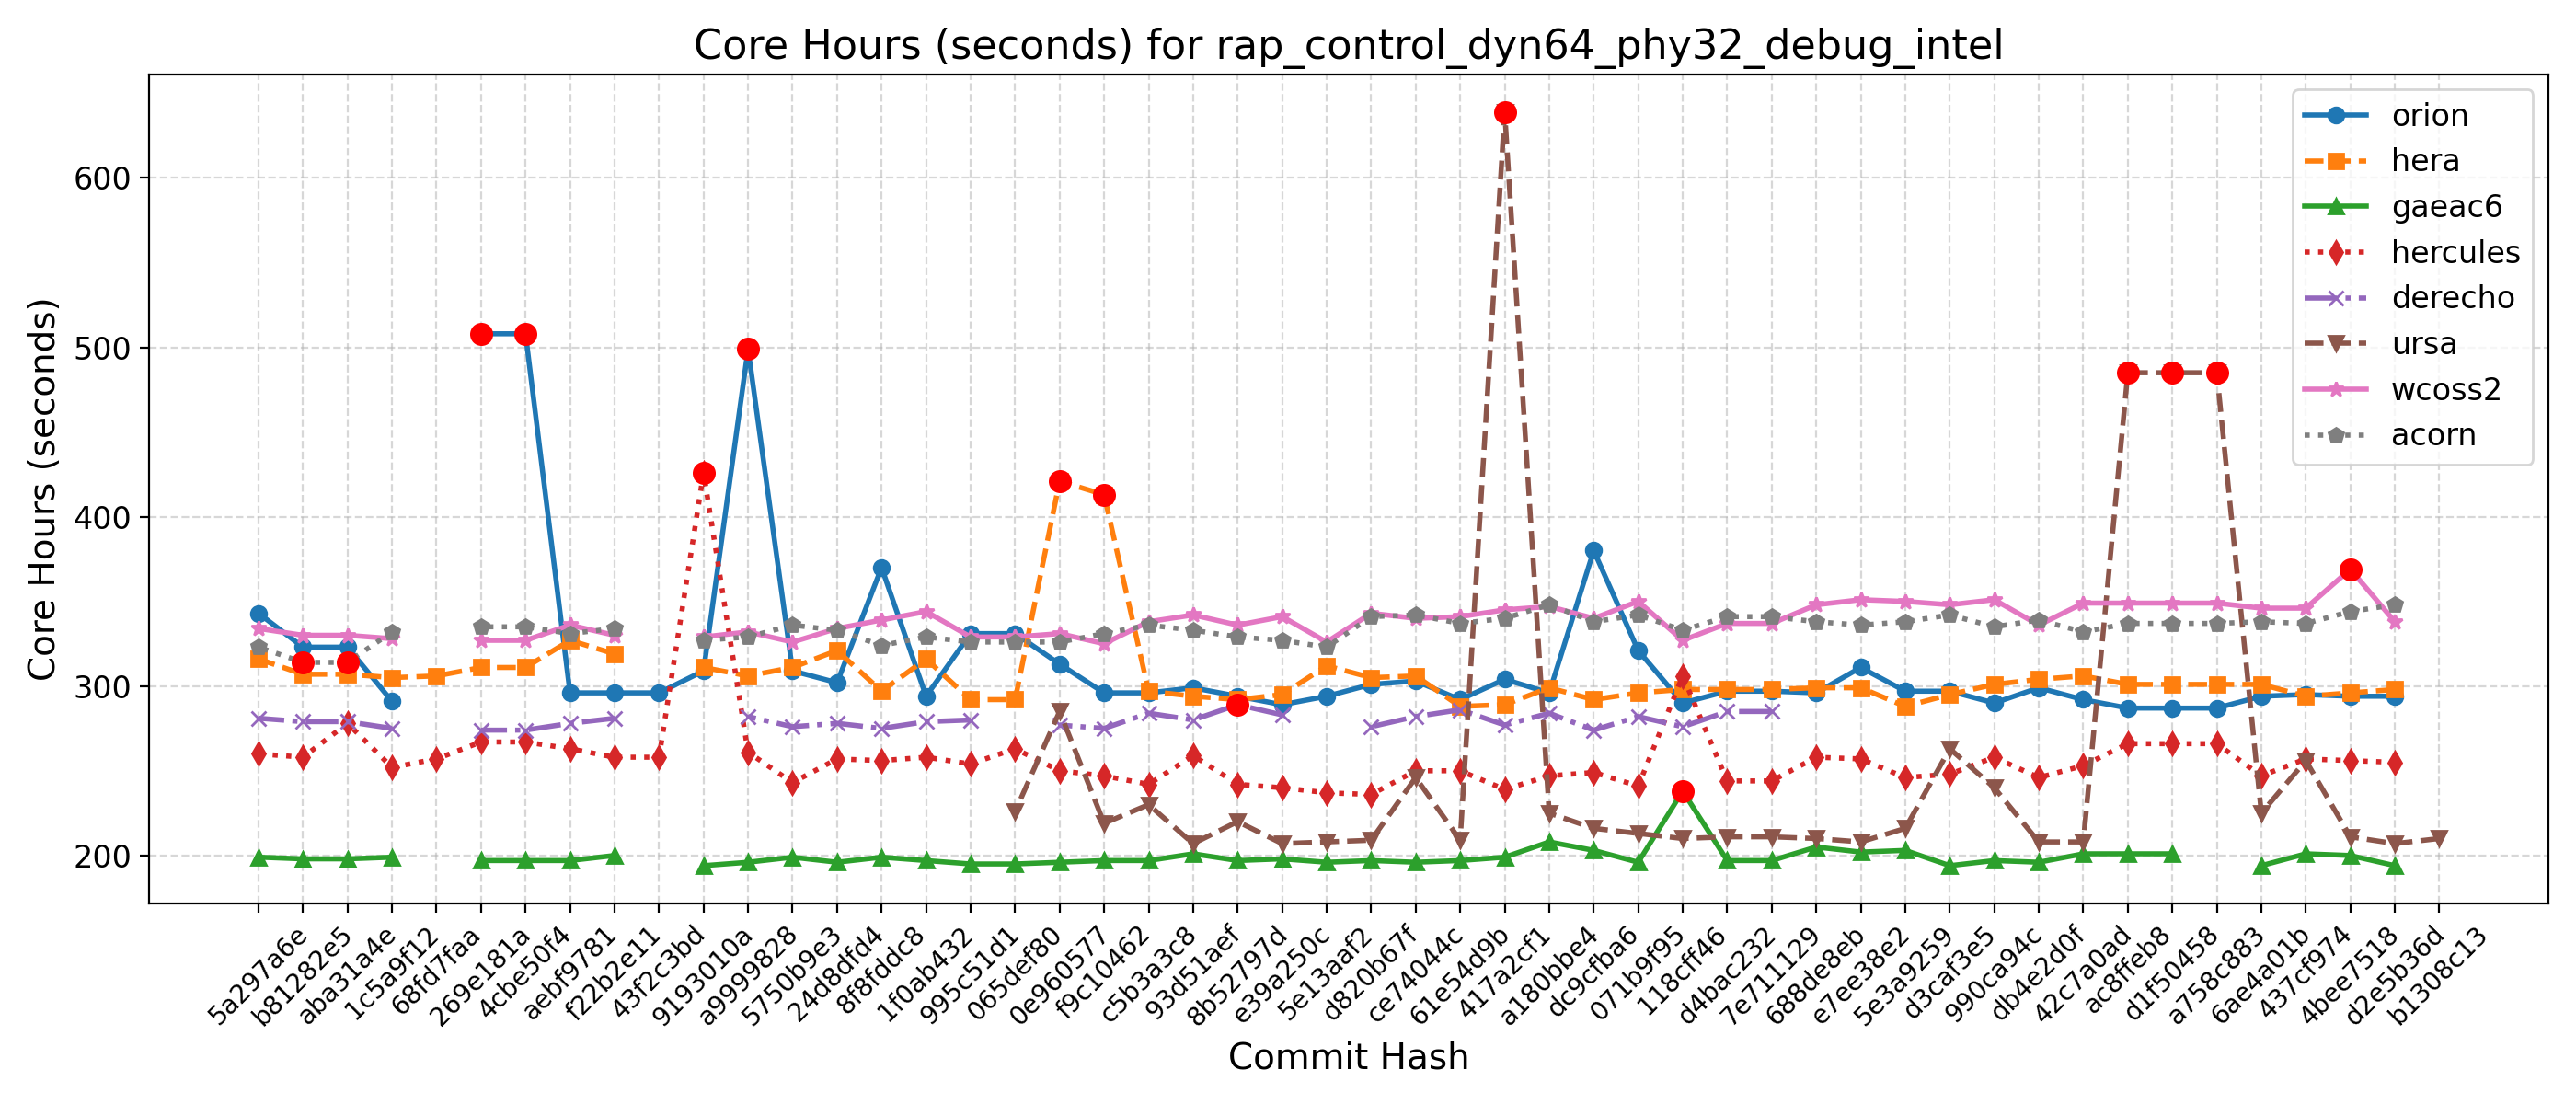 Core Hours (seconds) for rap_control_dyn64_phy32_debug_intel
Core Hours (seconds)
600
500
400
300
200
orion
hera
gaeac6
hercules
derecho
ursa
wcoss2
acorn
5a297a6e
b81282e5
aba31a4e
1c5a9f12
68fd7faa
269e181a
4cbe50f4
aebf9781
f22b2e11
43f2c3bd
9193010a
a9999828
5750b9e3
24d8dfd4
8f8fddc8
1f0ab432
995c51d1
065def80
0e960577
f9c10462
c5b3a3c8
93d51aef
8b52797d
e39a250c
5e13aaf2
d820b67f
ce74044c
61e54d9b
417a2cf1
a180bbe4
dc9cfba6
071b9f95
118cff46
d4bac232
7e711129
688de8eb
e7ee38e2
5e3a9259
d3caf3e5
990ca94c
db4e2d0f
42c7a0ad
ac8ffeb8
d1f50458
a758c883
6ae4a01b
437cf974
4bee7518
d2e5b36d
b1308c13
Commit Hash